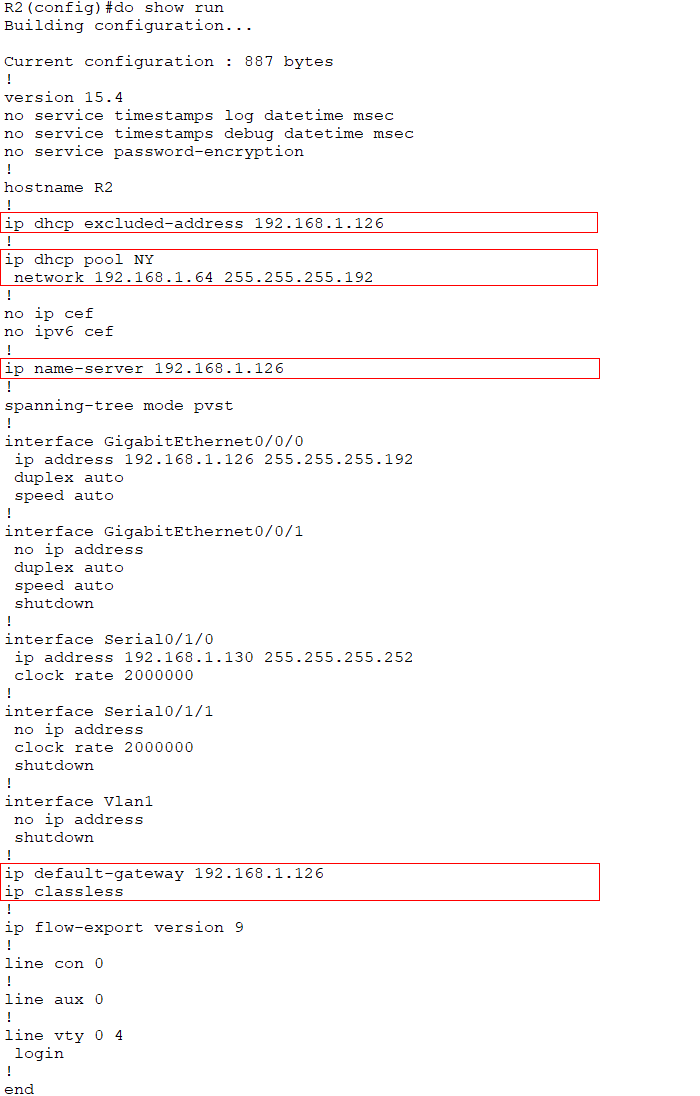 R2(config)#do show run
Building configuration...
Current configuration : 887 bytes
!
version 15.4
no service timestamps log datetime msec
no service timestamps debug datetime msec
no service password-encryption
!
hostname R2
!
ip dhcp excluded-address 192.168.1.126
!
ip dhcp pool NY
 network 192.168.1.64 255.255.255.192
!
no ip cef
no ipv6 cef
!
ip name-server 192.168.1.126
!
spanning-tree mode pvst
!
interface GigabitEthernet0/0/0
 ip address 192.168.1.126 255.255.255.192
 duplex auto
 speed auto
!
interface GigabitEthernet0/0/1
 no ip address
 duplex auto
 speed auto
 shutdown
!
interface Serial0/1/0
 ip address 192.168.1.130 255.255.255.252
 clock rate 2000000
!
interface Serial0/1/1
 no ip address
 clock rate 2000000
 shutdown
!
interface Vlan1
 no ip address
 shutdown
!
ip default-gateway 192.168.1.126
ip classless
!
ip flow-export version 9
!
line con 0
!
line aux 0
!
line vty 0 4
 login
!
end